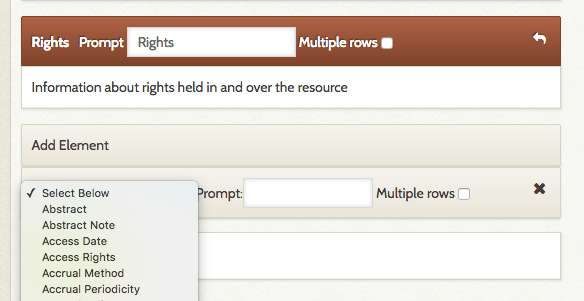 Rights Prompt Rights Multiple rows
Information about rights held in and over the resource
Add Element
✓ Select Below Prompt: Multiple rows
Abstract
Abstract Note
Access Date
Access Rights
Accrual Method
Accrual Periodicity